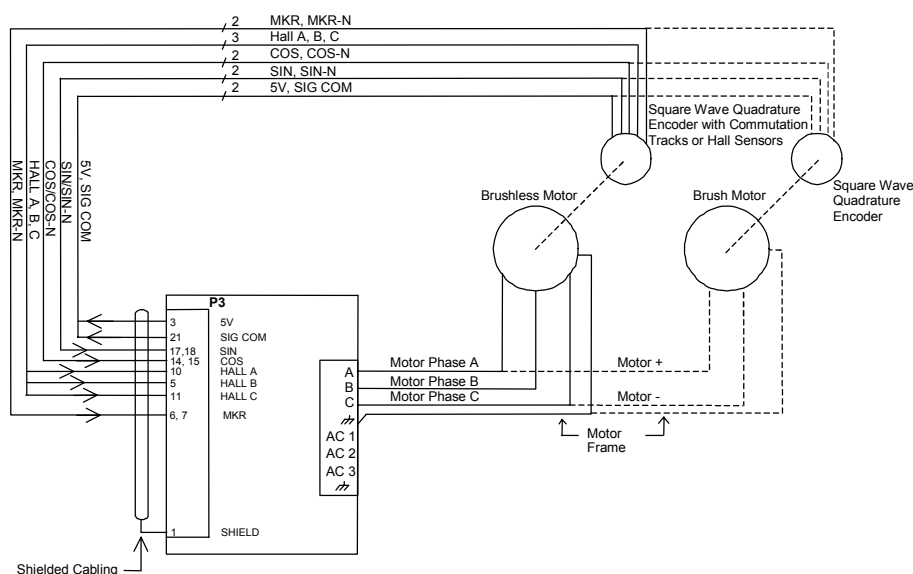 2 MKR, MKR-N
3 Hall A, B, C
2 COS, COS-N
2 SIN, SIN-N
2 5V, SIG COM
Square Wave Quadrature
Encoder with Commutation
Tracks or Hall Sensors
Square Wave
Quadrature
Encoder
Brushless Motor
Brush Motor
MKR, MKR-N
HALL A, B, C
COS/COS-N
SIN/SIN-N
5V, SIG COM
P3
3 5V
21 SIG COM
17,18 SIN
14, 15 COS
10 HALL A
5 HALL B
11 HALL C
6, 7 MKR
1 SHIELD
A
B
C
AC 1
AC 2
AC 3
Motor Phase A
Motor Phase B
Motor Phase C
Motor +
Motor -
Motor
Frame
Shielded Cabling